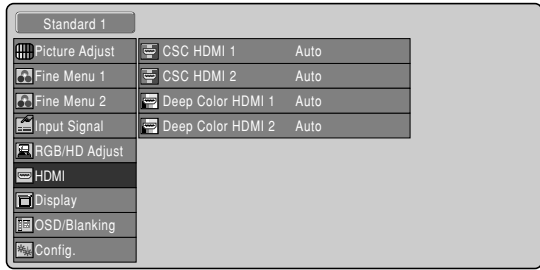 Standard 1
Picture Adjust CSC HDMI 1 Auto
Fine Menu 1 CSC HDMI 2 Auto
Fine Menu 2 Deep Color HDMI 1 Auto
Input Signal Deep Color HDMI 2 Auto
RGB/HD Adjust
HDMI
Display
OSD/Blanking
Config.